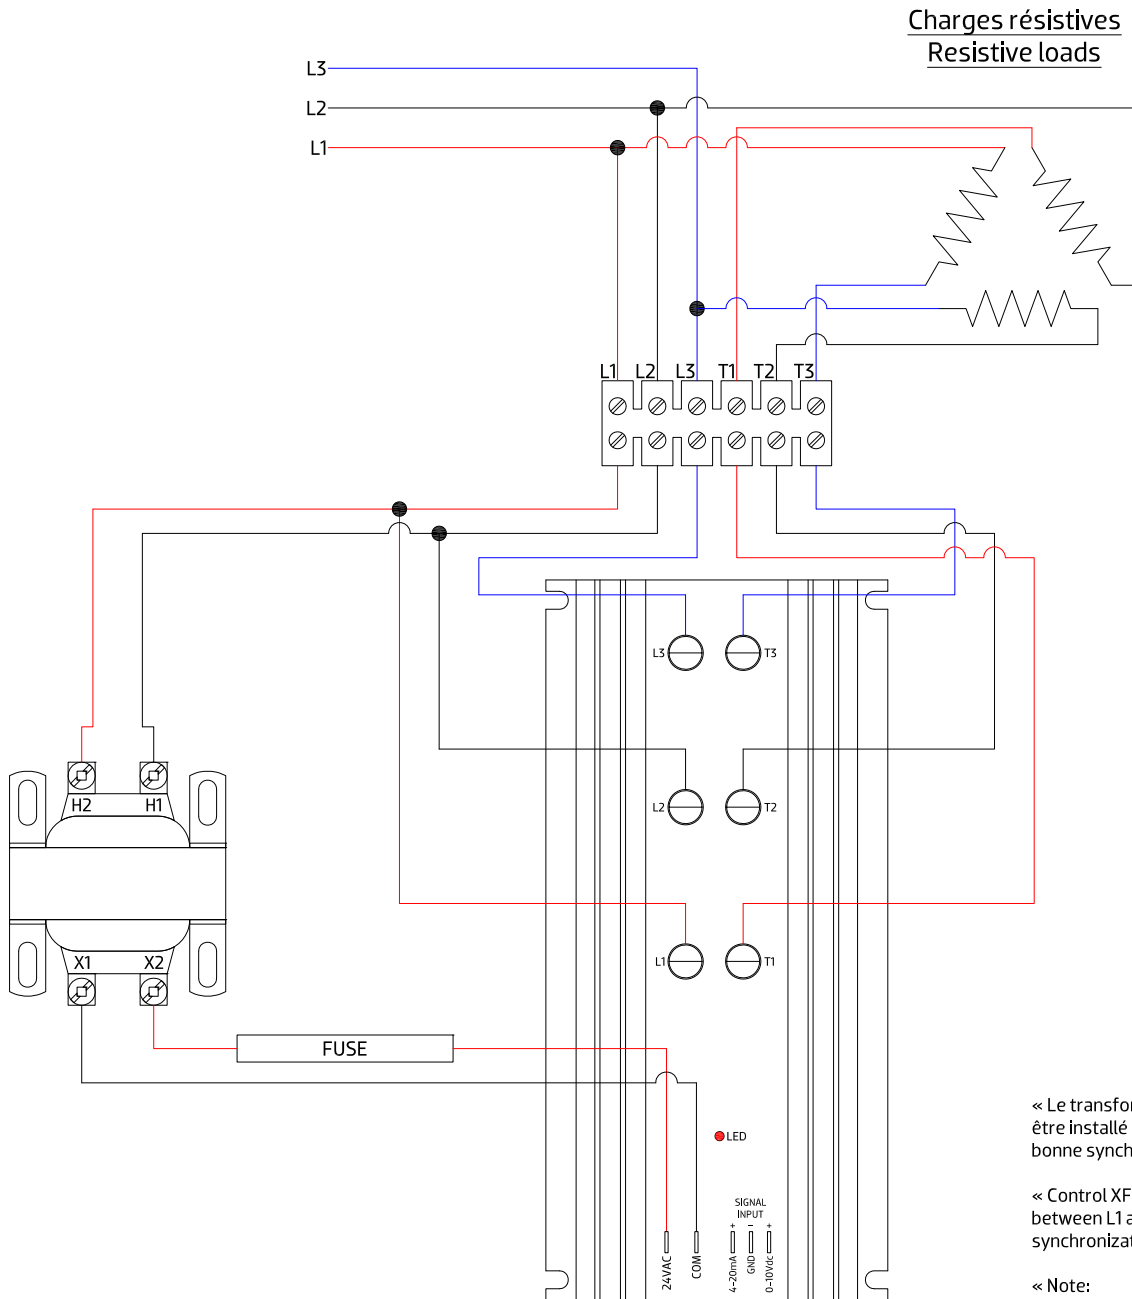 Charges résistives
Resistive loads
L3
L2
L1
L1 L2 L3 T1 T2 T3
L3 T3
H2 H1
L2 T2
X1 X2
L1 T1
FUSE
LED
SIGNAL
INPUT
+ – +
24VAC
COM
4-20mA
GND
0-10Vdc
« Le transfor
être installé
bonne synch
« Control XF
between L1 a
synchronizat
« Note: